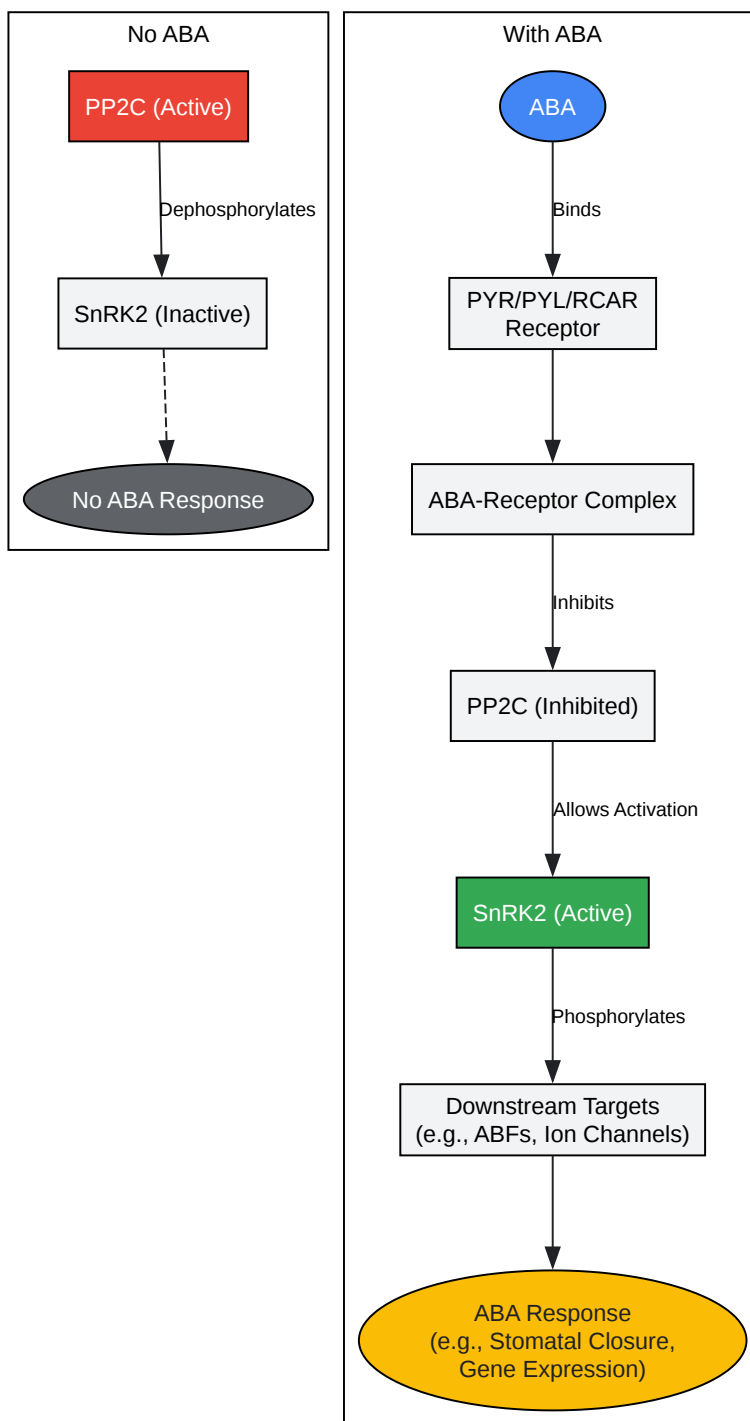 No ABA
PP2C (Active)
Dephosphorylates
SnRK2 (Inactive)
No ABA Response
With ABA
ABA
Binds
PYR/PYL/RCAR
Receptor
ABA-Receptor Complex
Inhibits
PP2C (Inhibited)
Allows Activation
SnRK2 (Active)
Phosphorylates
Downstream Targets
(e.g., ABFs, Ion Channels)
ABA Response
(e.g., Stomatal Closure,
Gene Expression)